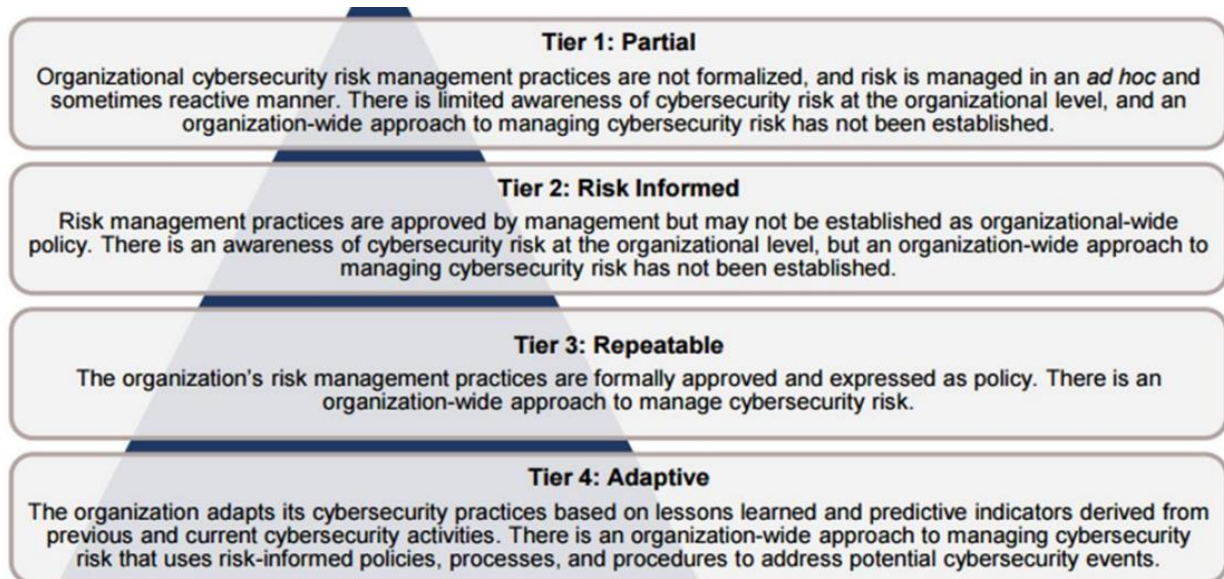 Tier 1: Partial
Organizational cybersecurity risk management practices are not formalized, and risk is managed in an ad hoc and
sometimes reactive manner. There is limited awareness of cybersecurity risk at the organizational level, and an
organization-wide approach to managing cybersecurity risk has not been established.
Tier 2: Risk Informed
Risk management practices are approved by management but may not be established as organizational-wide
policy. There is an awareness of cybersecurity risk at the organizational level, but an organization-wide approach to
managing cybersecurity risk has not been established.
Tier 3: Repeatable
The organization's risk management practices are formally approved and expressed as policy. There is an
organization-wide approach to manage cybersecurity risk.
Tier 4: Adaptive
The organization adapts its cybersecurity practices based on lessons learned and predictive indicators derived from
previous and current cybersecurity activities. There is an organization-wide approach to managing cybersecurity
risk that uses risk-informed policies, processes, and procedures to address potential cybersecurity events.